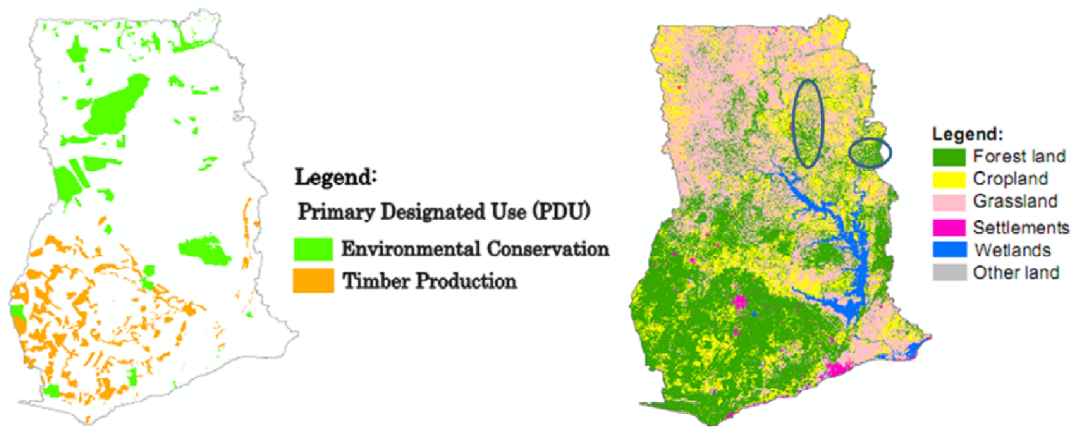 Legend:
Primary Designated Use (PDU)
Environmental Conservation
Timber Production
Legend:
Forest land
Cropland
Grassland
Settlements
Wetlands
Other land